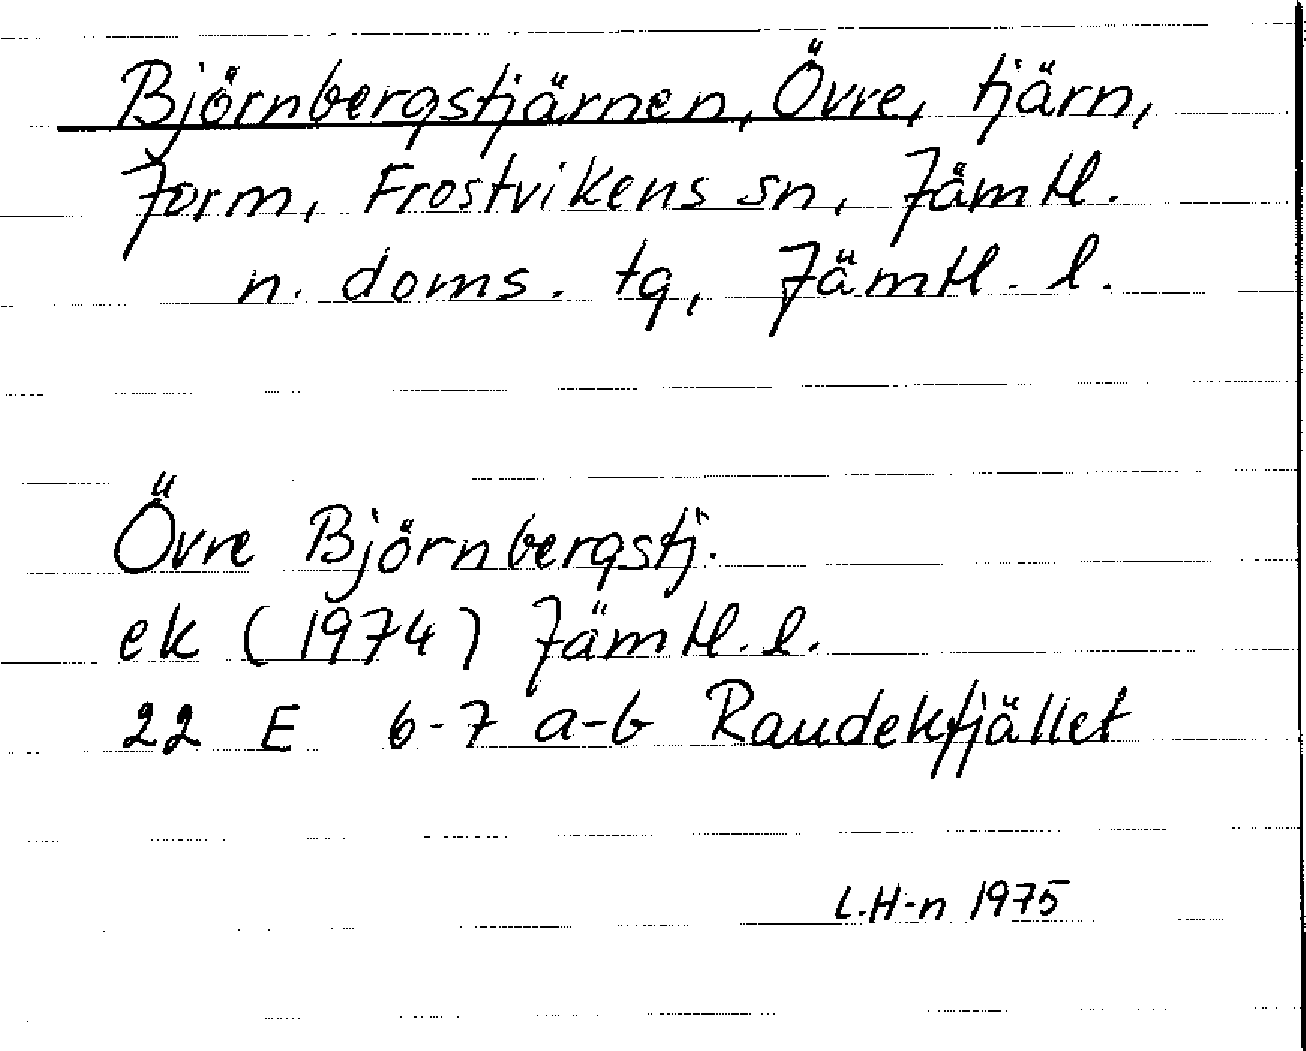 Björnbergstjärnen, Övre, tjärn,
Jorm, Frostvikens sn, Jämtl.
n. doms. tg, Jämtl. l.
Övre Björnbergstj.
ek (1974) Jämtl. l.
22 E 6-7 a-b Raudekfjället
L.H-n 1975